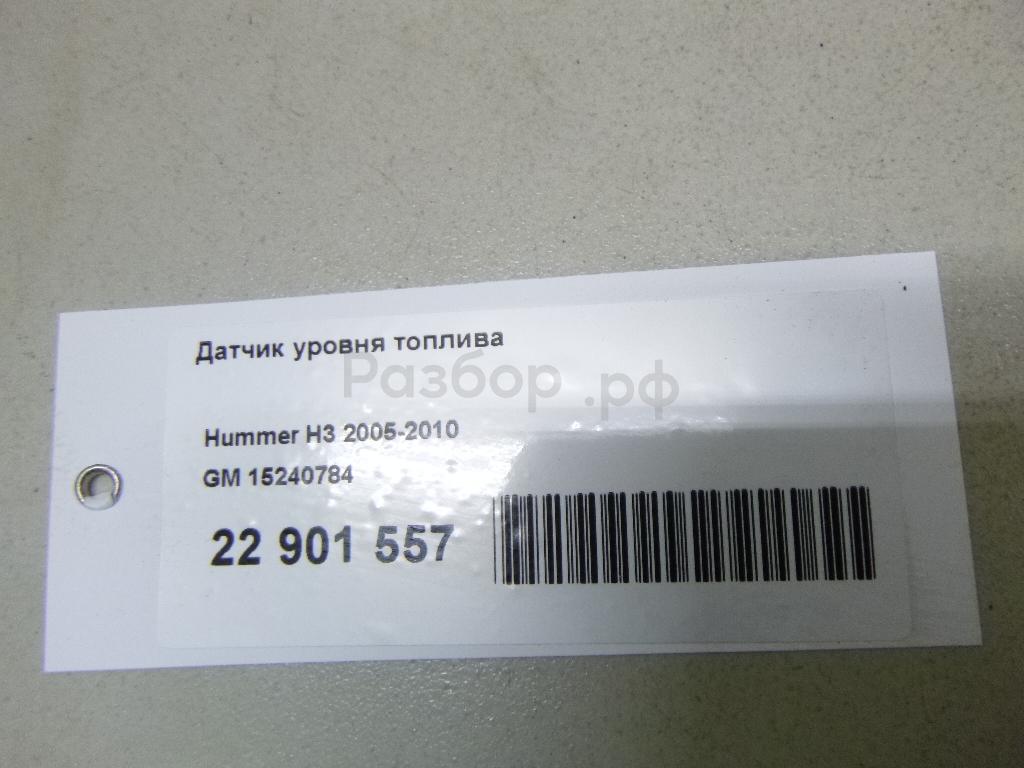 Датчик уровня топлива
Разбор.рф
Hummer H3 2005-2010
GM 15240784
22 901 557